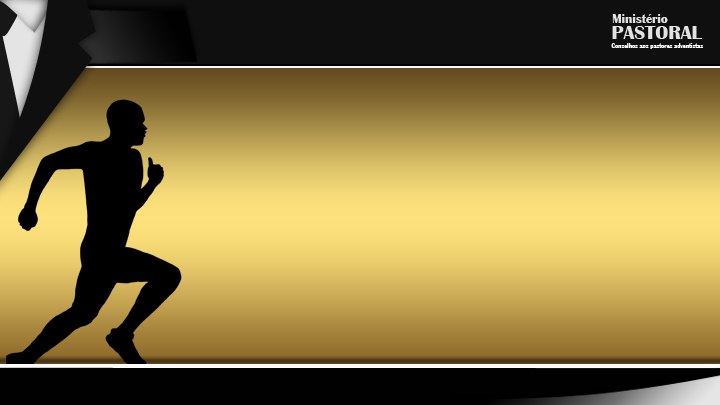 Ministério
PASTORAL
Conselhos aos pastores adventistas